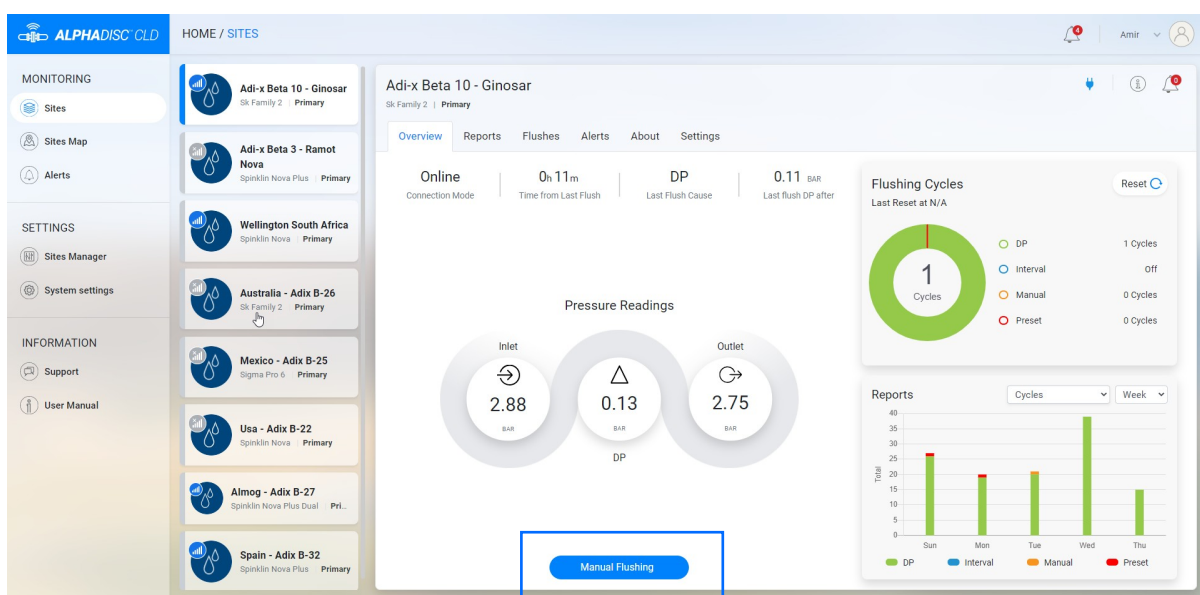 ALPHADISC CLD
HOME / SITES
4
Amir
MONITORING
Sites
Sites Map
Alerts
SETTINGS
Sites Manager
System settings
INFORMATION
Support
User Manual
Adi-x Beta 10 - Ginosar
Sk Family 2 | Primary
Adi-x Beta 3 - Ramot
Nova
Spinklin Nova Plus | Primary
Wellington South Africa
Spinklin Nova | Primary
Australia - Adix B-26
Sk Family 2 Primary
Mexico - Adix B-25
Sigma Pro 6 Primary
Usa - Adix B-22
Spinklin Nova Primary
Almog - Adix B-27
Spinklin Nova Plus Dual Pri...
Spain - Adix B-32
Spinklin Nova Plus Primary
Adi-x Beta 10 - Ginosar
Sk Family 2 | Primary
0
Overview Reports Flushes Alerts About Settings
Online 0h 11m DP 0.11 BAR
Connection Mode Time from Last Flush Last Flush Cause Last flush DP after
Pressure Readings
Inlet Outlet
2.88 0.13 2.75
BAR BAR BAR
DP
Manual Flushing
Flushing Cycles Reset
Last Reset at N/A
1
Cycles
DP 1 Cycles
Interval Off
Manual 0 Cycles
Preset 0 Cycles
Reports Cycles Week
Total
40
35
30
25
20
15
10
5
0
Sun Mon Tue Wed Thu
DP Interval Manual Preset